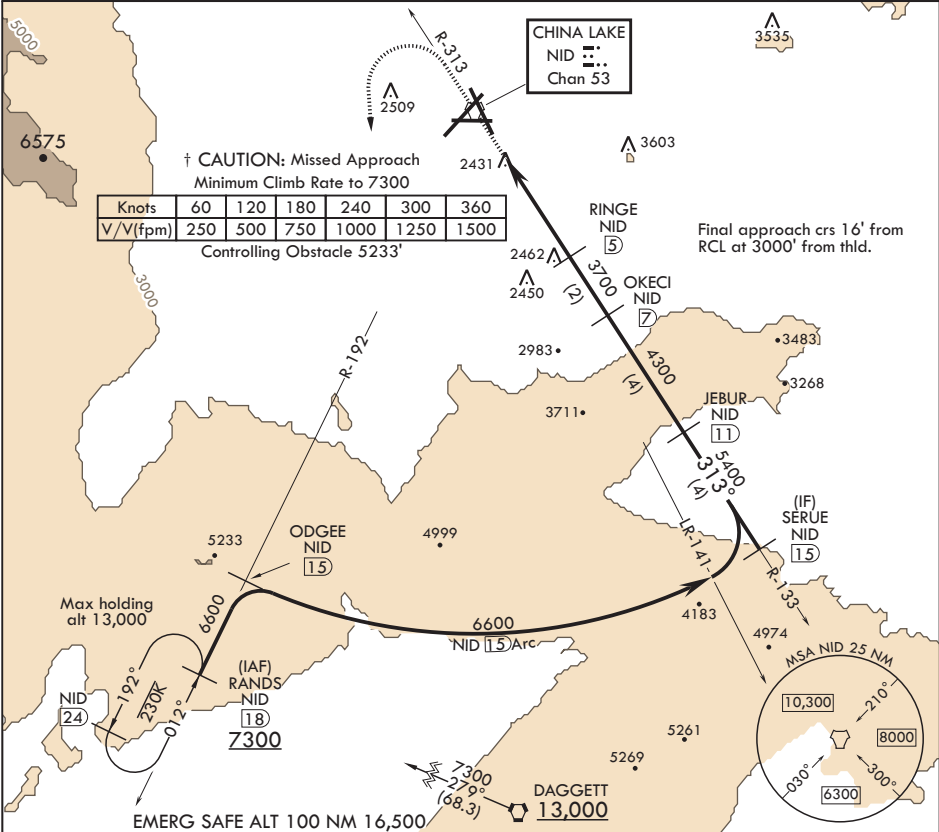 5000
R-313
CHINA LAKE
NID
Chan 53
3535
2509
6575
† CAUTION: Missed Approach
Minimum Climb Rate to 7300
Knots 60 120 180 240 300 360
V/V(fpm) 250 500 750 1000 1250 1500
Controlling Obstacle 5233'
2431
3603
RINGE
NID
5
Final approach crs 16' from
RCL at 3000' from thld.
3000
2462
2450
3700
(2)
OKECI
NID
7
R-192
2983
3483
4300
(4)
3268
3711
JEBUR
NID
11
5400
313°
(4)
(IF)
SERUE
NID
15
LR-141
R-133
5233
ODGEE
NID
15
4999
Max holding
alt 13,000
6600
6600
NID 15 Arc
4183
4974
192°
230K
012°
NID
24
(IAF)
RANDS
NID
18
7300
MSA NID 25 NM
10,300
210°
8000
030°
300°
6300
5261
5269
7300
279°
(68.3)
DAGGETT
13,000
EMERG SAFE ALT 100 NM 16,500